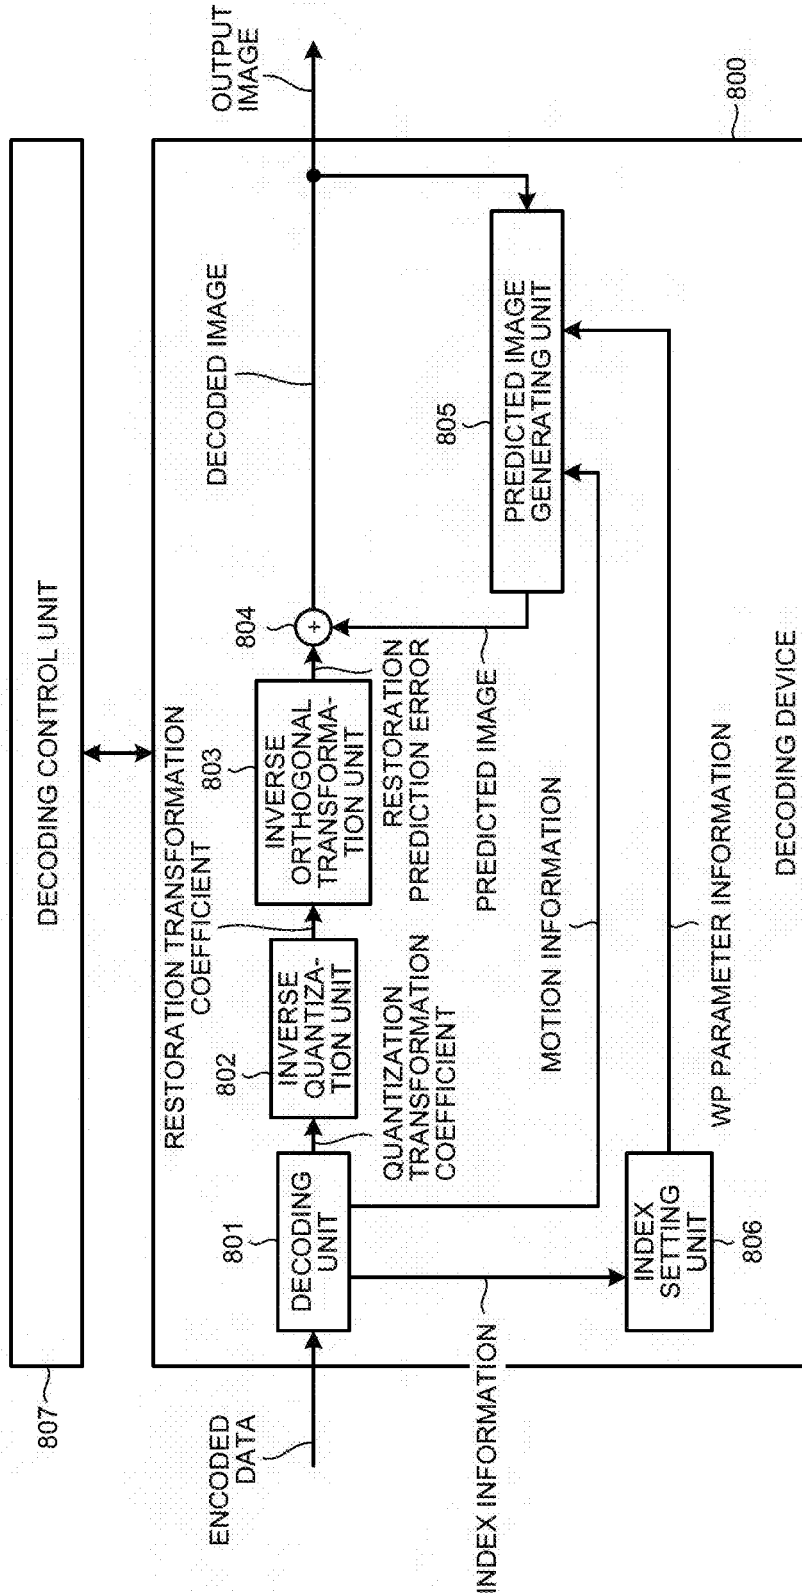 807
DECODING CONTROL UNIT
ENCODED
DATA
801
DECODING
UNIT
QUANTIZATION
TRANSFORMATION
COEFFICIENT
802
INVERSE
QUANTIZA-
TION UNIT
RESTORATION TRANSFORMATION
COEFFICIENT
803
INVERSE
ORTHOGONAL
TRANSFORMA-
TION UNIT
RESTORATION
PREDICTION ERROR
804
+
DECODED IMAGE
OUTPUT
IMAGE
800
805
PREDICTED IMAGE
GENERATING UNIT
PREDICTED IMAGE
MOTION INFORMATION
INDEX INFORMATION
INDEX
SETTING
UNIT
806
WP PARAMETER INFORMATION
DECODING DEVICE